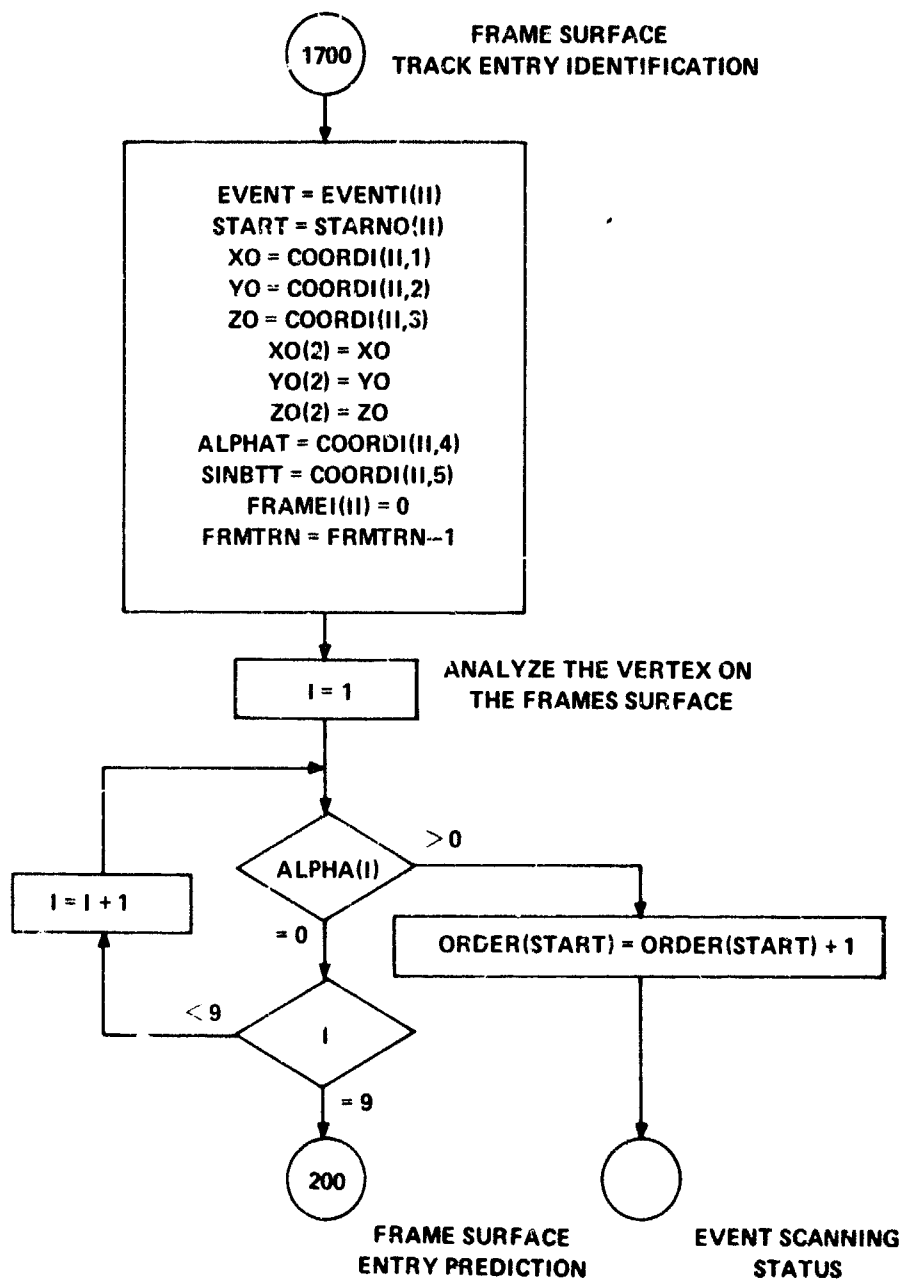 1700
FRAME SURFACE
TRACK ENTRY IDENTIFICATION
EVENT = EVENTI(II)
START = STARNO(II)
XO = COORDI(II,1)
YO = COORDI(II,2)
ZO = COORDI(II,3)
XO(2) = XO
YO(2) = YO
ZO(2) = ZO
ALPHAT = COORDI(II,4)
SINBTT = COORDI(II,5)
FRAMEI(II) = 0
FRMTRN = FRMTRN-1
I = 1
ANALYZE THE VERTEX ON
THE FRAMES SURFACE
ALPHA(I)
>0
I = I + 1
= 0
ORDER(START) = ORDER(START) + 1
<9
I
= 9
200
FRAME SURFACE
ENTRY PREDICTION
EVENT SCANNING
STATUS